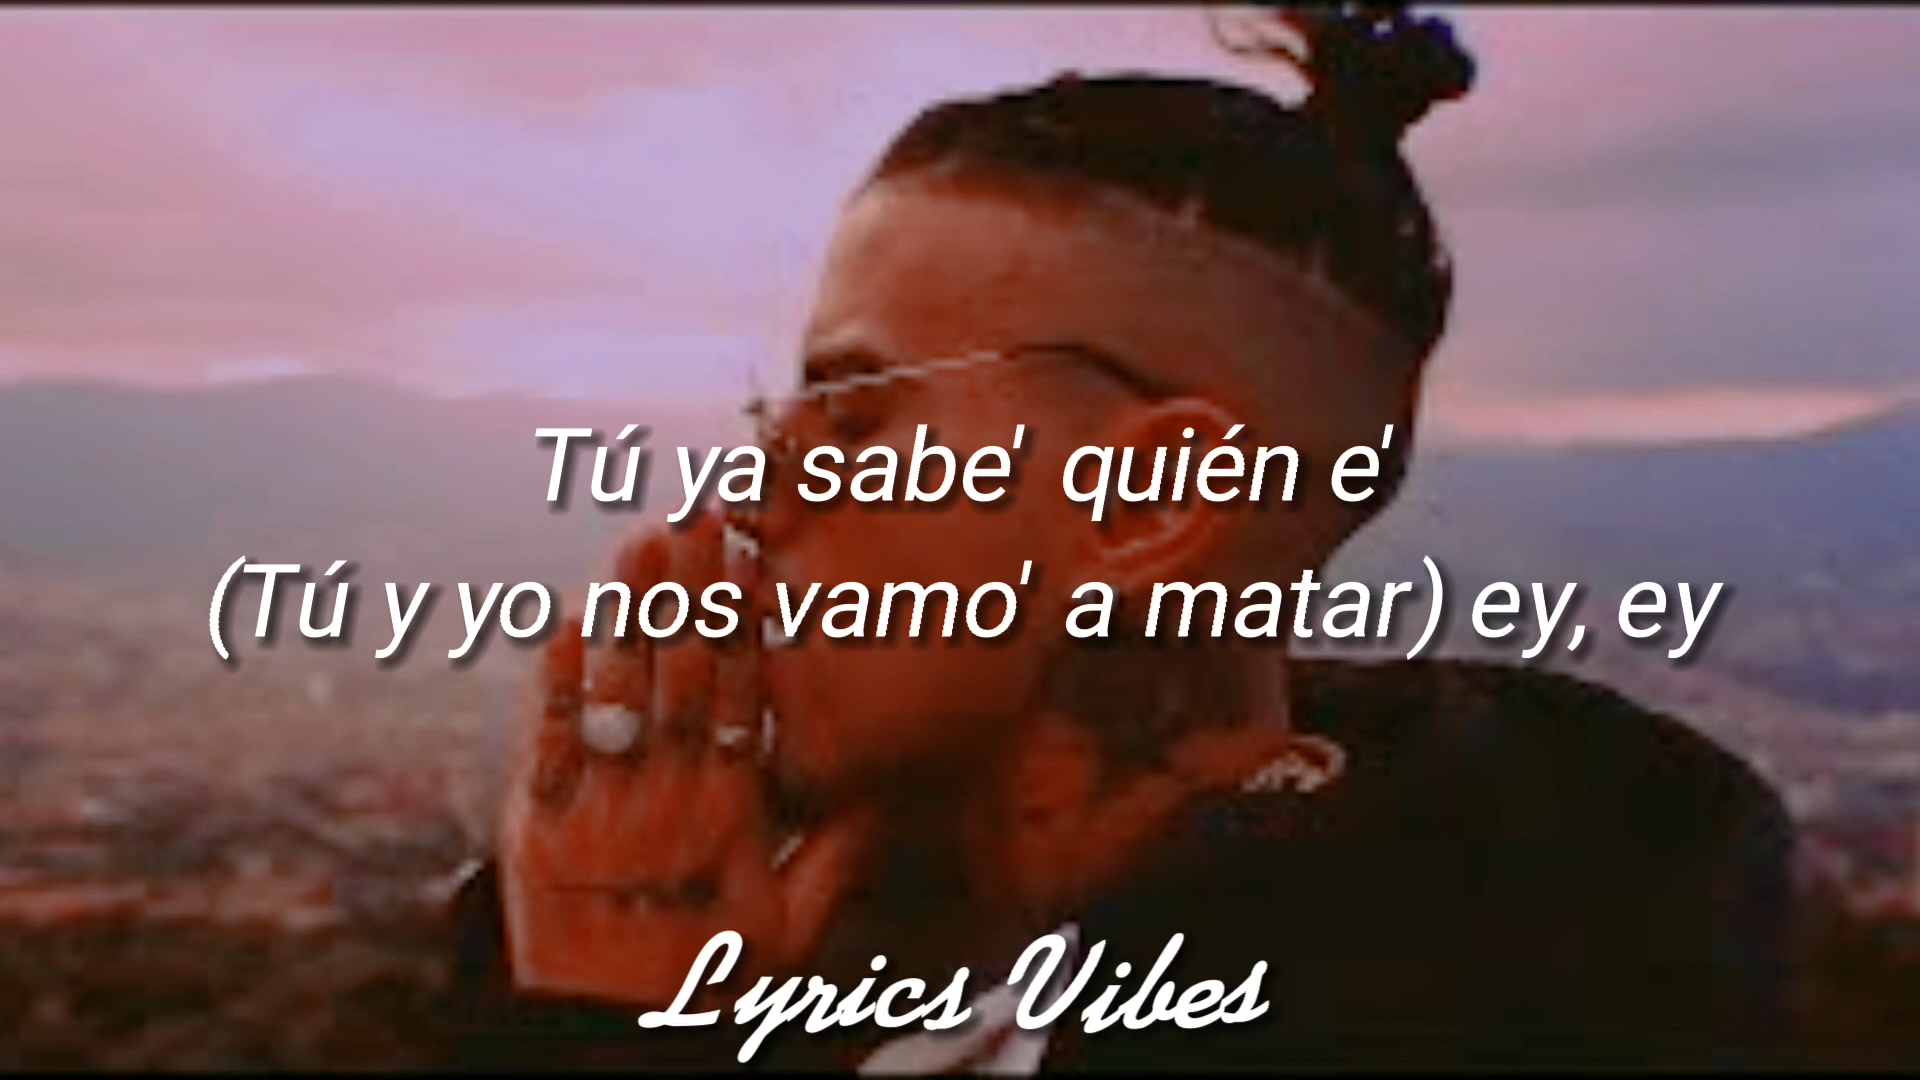 Tú ya sabe' quién e'
(Tú y yo nos vamo' a matar) ey, ey
Lyrics Vibes